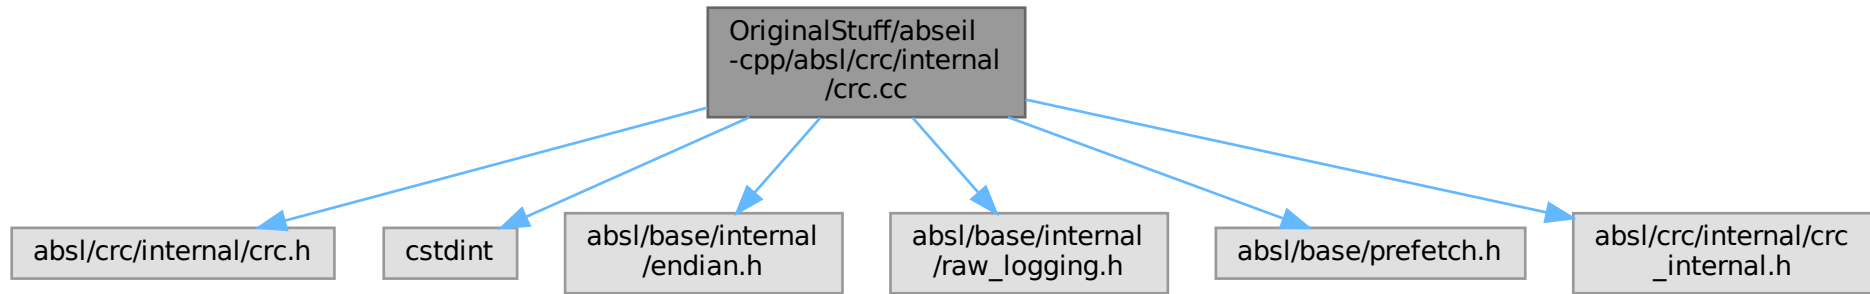 OriginalStuff/abseil
-cpp/absl/crc/internal
/crc.cc
absl/crc/internal/crc.h
cstdint
absl/base/internal
/endian.h
absl/base/internal
/raw_logging.h
absl/base/prefetch.h
absl/crc/internal/crc
_internal.h